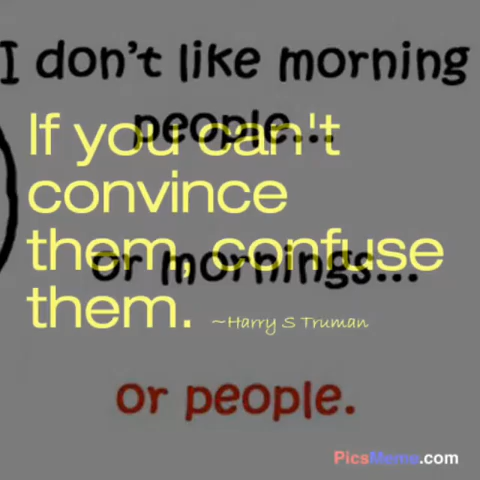 I don't like morning
people...
or mornings...
or people.
If you can't
convince
them, confuse
them. ~Harry S Truman
PicsMeme.com